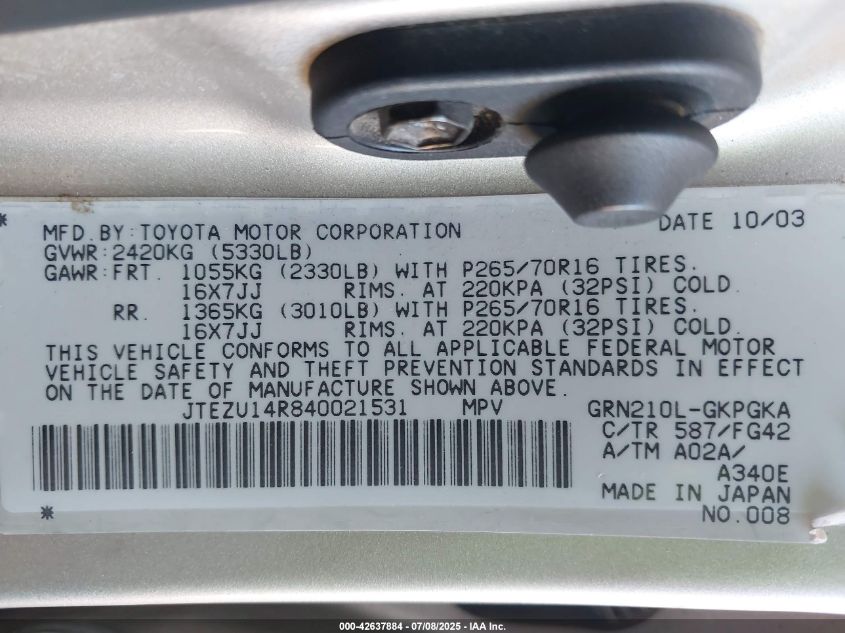 * MFD.BY:TOYOTA MOTOR CORPORATION DATE 10/03
GVWR:2420KG (5330LB)
GAWR:FRT. 1055KG (2330LB) WITH P265/70R16 TIRES.
16X7JJ RIMS. AT 220KPA (32PSI) COLD.
RR. 1365KG (3010LB) WITH P265/70R16 TIRES.
16X7JJ RIMS. AT 220KPA (32PSI) COLD.
THIS VEHICLE CONFORMS TO ALL APPLICABLE FEDERAL MOTOR
VEHICLE SAFETY AND THEFT PREVENTION STANDARDS IN EFFECT
ON THE DATE OF MANUFACTURE SHOWN ABOVE.
JTEZU14R840021531 MPV GRN210L-GKPGKA
C/TR 587/FG42
A/TM A02A/
A340E
MADE IN JAPAN
* NO.008
000-42637884 - 07/08/2025 - IAA Inc.